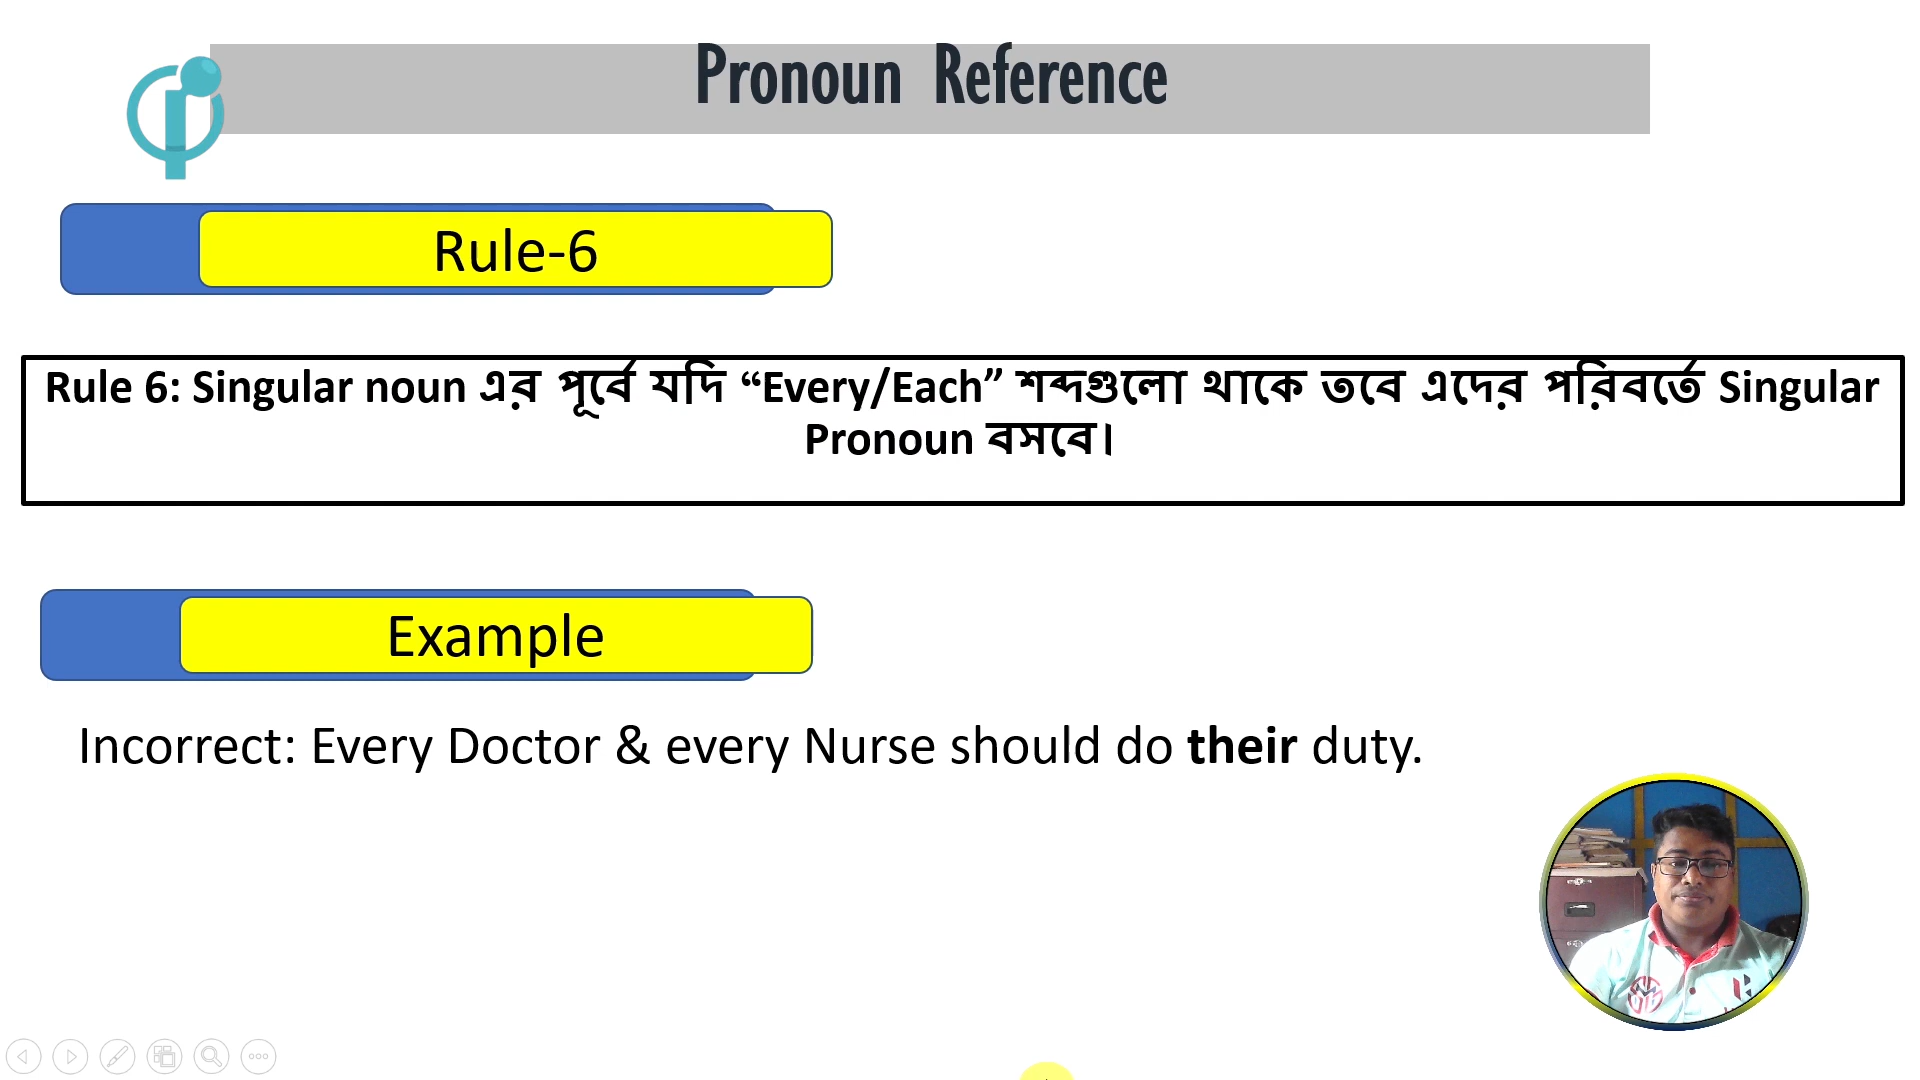 Pronoun Reference
Rule-6
Rule 6: Singular noun এর পূর্বে যদি “Every/Each” শব্দগুলো থাকে তবে এদের পরিবর্তে Singular
Pronoun বসবে।
Example
Incorrect: Every Doctor & every Nurse should do their duty.